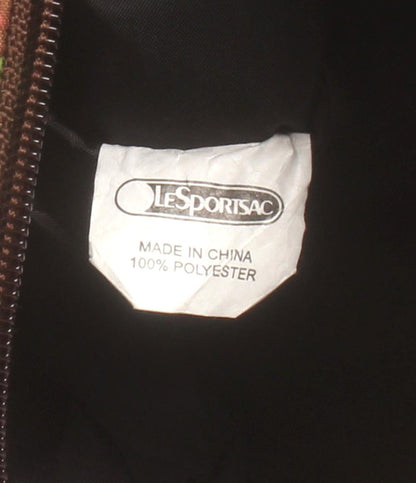 LESPORTSAC
MADE IN CHINA
100% POLYESTER